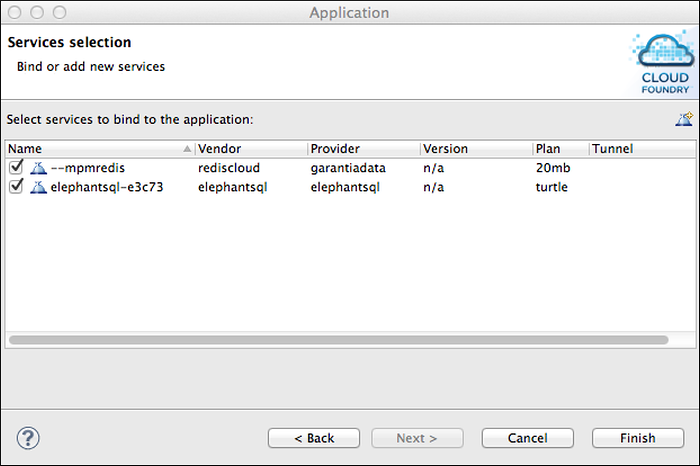 Application
Services selection
Bind or add new services
CLOUD
FOUNDRY
Select services to bind to the application:
Name Vendor Provider Version Plan Tunnel
--mpmredis rediscloud garantiadata n/a 20mb
elephantsql-e3c73 elephantsql elephantsql n/a turtle
? < Back Next > Cancel Finish